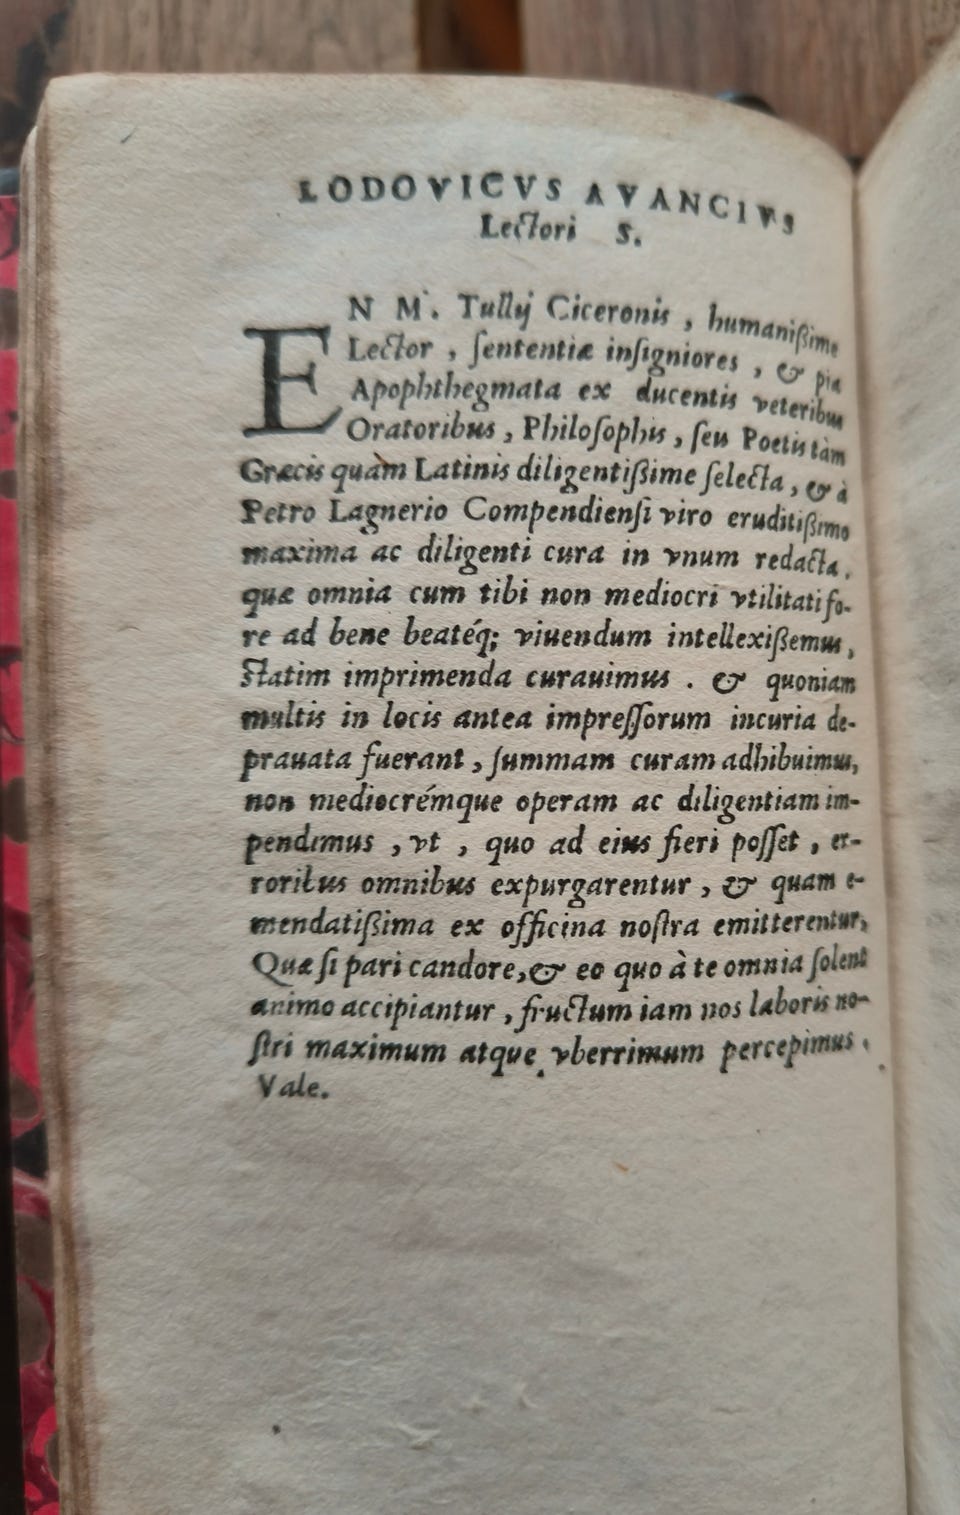 LODOVICVS AVANCIVS
Lectori S.
EN M. Tullij Ciceronis, humanißime
Lector, ſententiæ inſigniores, & pia
Apophthegmata ex ducentis veteribus
Oratoribus, Philoſophis, ſeu Poetis tàm
Græcis quàm Latinis diligentißime ſelecta, & à
Petro Lagnerio Compendienſi viro eruditißimo
maxima ac diligenti cura in vnum redacta.
quæ omnia cum tibi non mediocri vtilitati fo-
re ad bene beatéq; viuendum intellexißemus,
Statim imprimenda curauimus. & quoniam
multis in locis antea impreſſorum incuria de-
prauata fuerant, ſummam curam adhibuimus,
non mediocrémque operam ac diligentiam im-
pendimus, vt, quo ad eius fieri poſſet, er-
roribus omnibus expurgarentur, & quam e-
mendatißima ex officina noſtra emitterentur,
Quæ ſi pari candore, & eo quo à te omnia ſolent
animo accipiantur, fructum iam nos laboris no-
ſtri maximum atque vberrimum percepimus.
Vale.